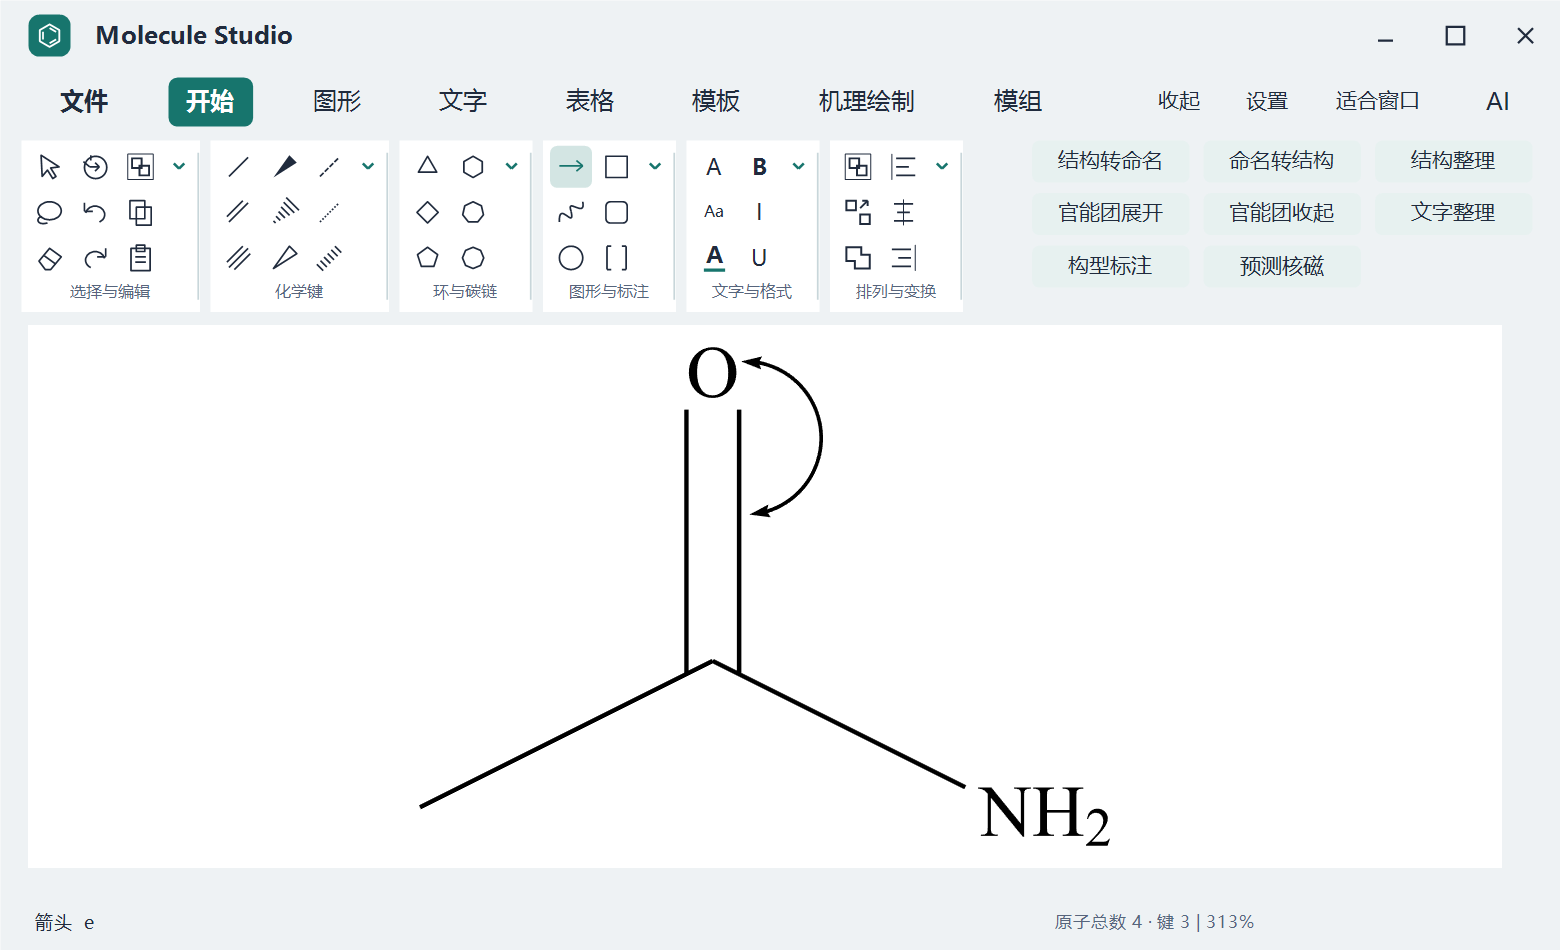 Molecule Studio
文件 开始 图形 文字 表格 模板 机理绘制 模组 收起 设置 适合窗口 AI
结构转命名 命名转结构 结构整理
官能团展开 官能团收起 文字整理
构型标注 预测核磁
A B
Aa I
A U
选择与编辑 化学键 环与碳链 图形与标注 文字与格式 排列与变换
O
NH2
箭头 e 原子总数 4 · 键 3 | 313%